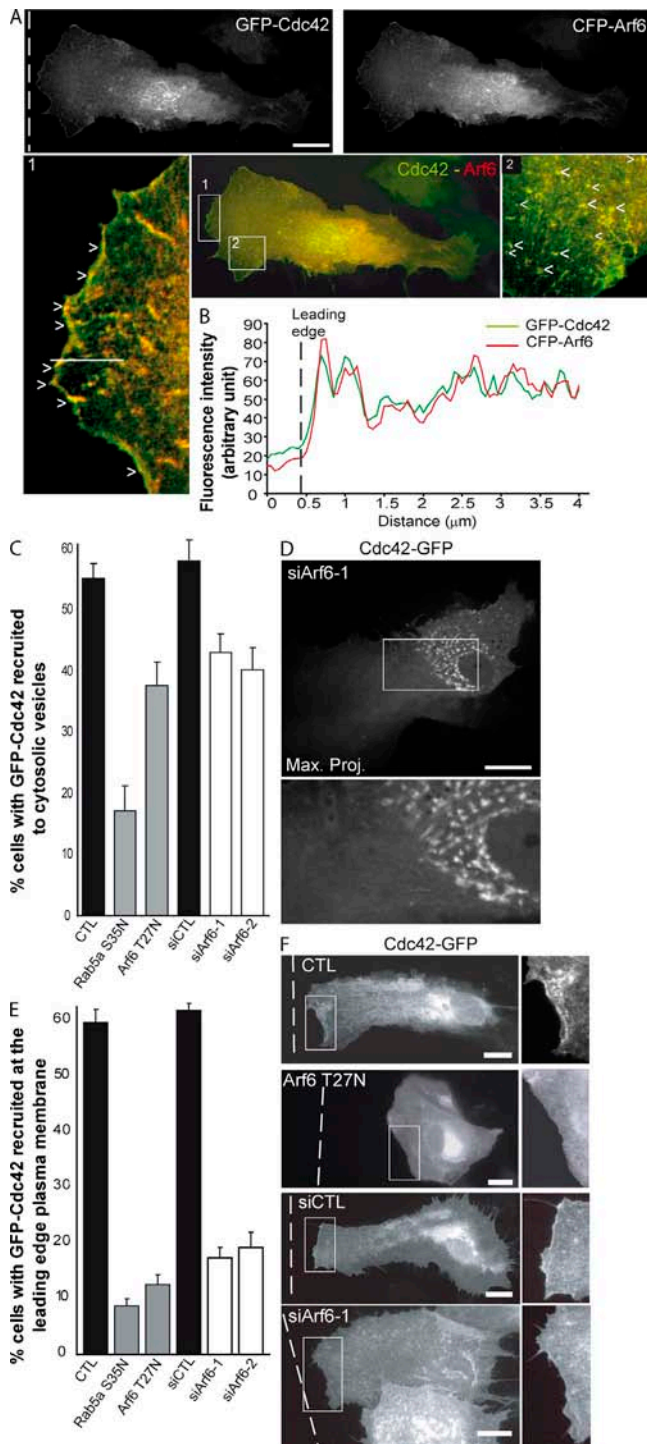 A
GFP-Cdc42
CFP-Arf6
1
Cdc42 - Arf6
1
2
2
>
>
>
>
>
>
>
<
<
<
<
<
<
<
<
<
<
B
Leading
edge
GFP-Cdc42
CFP-Arf6
Fluorescence intensity
(arbitrary unit)
90
80
70
60
50
40
30
20
10
0
0 0.5 1 1.5 2 2.5 3 3.5 4
Distance (μm)
C
% cells with GFP-Cdc42 recruited
to cytosolic vesicles
60
50
40
30
20
10
0
CTL
Rab5a S35N
Arf6 T27N
siCTL
siArf6-1
siArf6-2
D
Cdc42-GFP
siArf6-1
Max. Proj.
E
% cells with GFP-Cdc42 recruited at the
leading edge plasma membrane
60
50
40
30
20
10
0
CTL
Rab5a S35N
Arf6 T27N
siCTL
siArf6-1
siArf6-2
F
Cdc42-GFP
CTL
Arf6 T27N
siCTL
siArf6-1